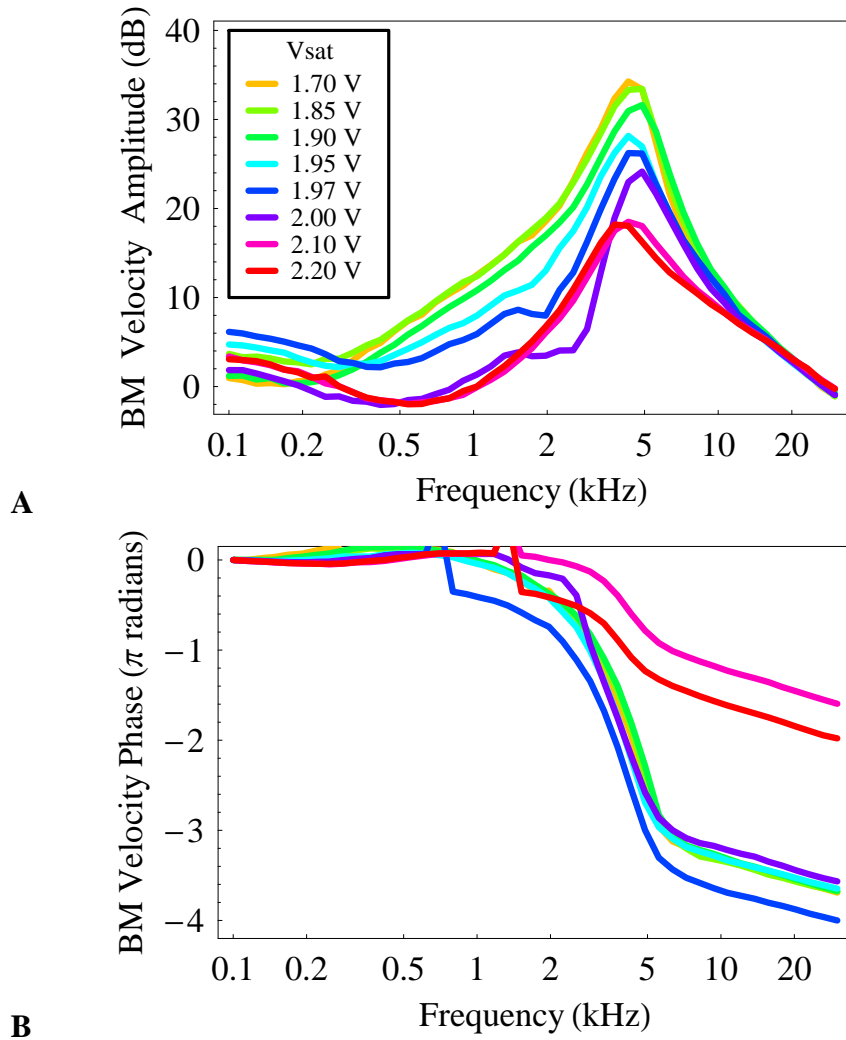 BM Velocity Amplitude (dB)
40
30
20
10
0
Vsat
1.70 V
1.85 V
1.90 V
1.95 V
1.97 V
2.00 V
2.10 V
2.20 V
0.1 0.2 0.5 1 2 5 10 20
Frequency (kHz)
A
BM Velocity Phase (π radians)
0
−1
−2
−3
−4
0.1 0.2 0.5 1 2 5 10 20
Frequency (kHz)
B